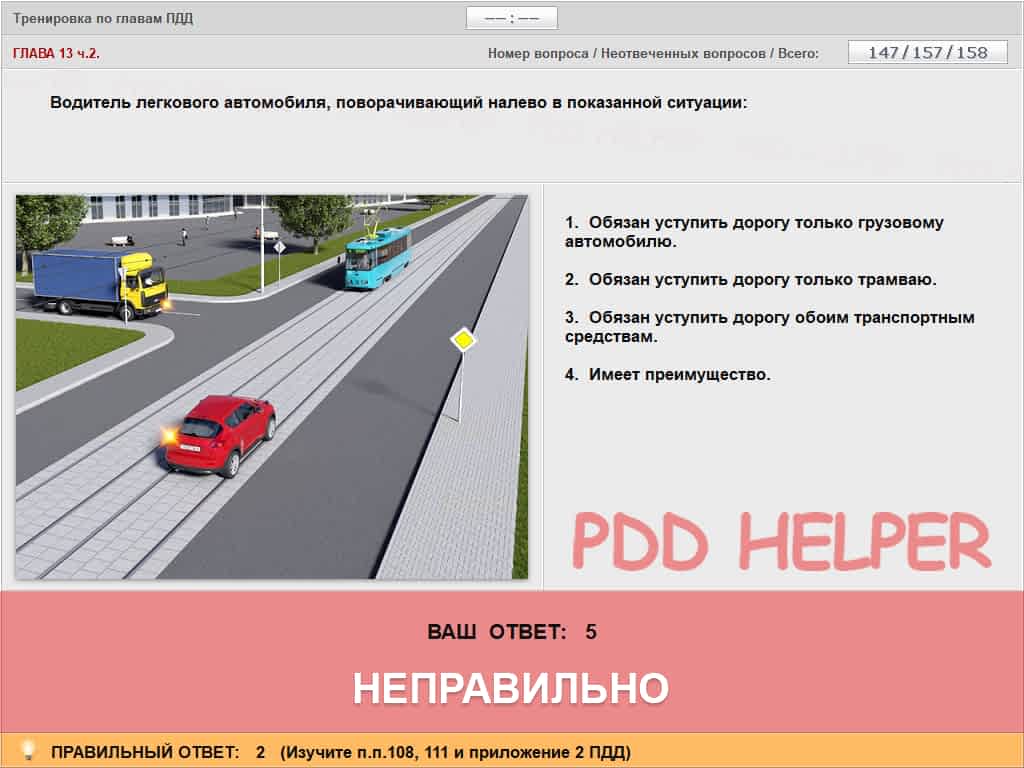 Тренировка по главам ПДД
–– : ––
ГЛАВА 13 ч.2.
Номер вопроса / Неотвеченных вопросов / Всего:
147/157/158
Водитель легкового автомобиля, поворачивающий налево в показанной ситуации:
1. Обязан уступить дорогу только грузовому
автомобилю.
2. Обязан уступить дорогу только трамваю.
3. Обязан уступить дорогу обоим транспортным
средствам.
4. Имеет преимущество.
PDD HELPER
ВАШ ОТВЕТ: 5
НЕПРАВИЛЬНО
ПРАВИЛЬНЫЙ ОТВЕТ: 2 (Изучите п.п.108, 111 и приложение 2 ПДД)